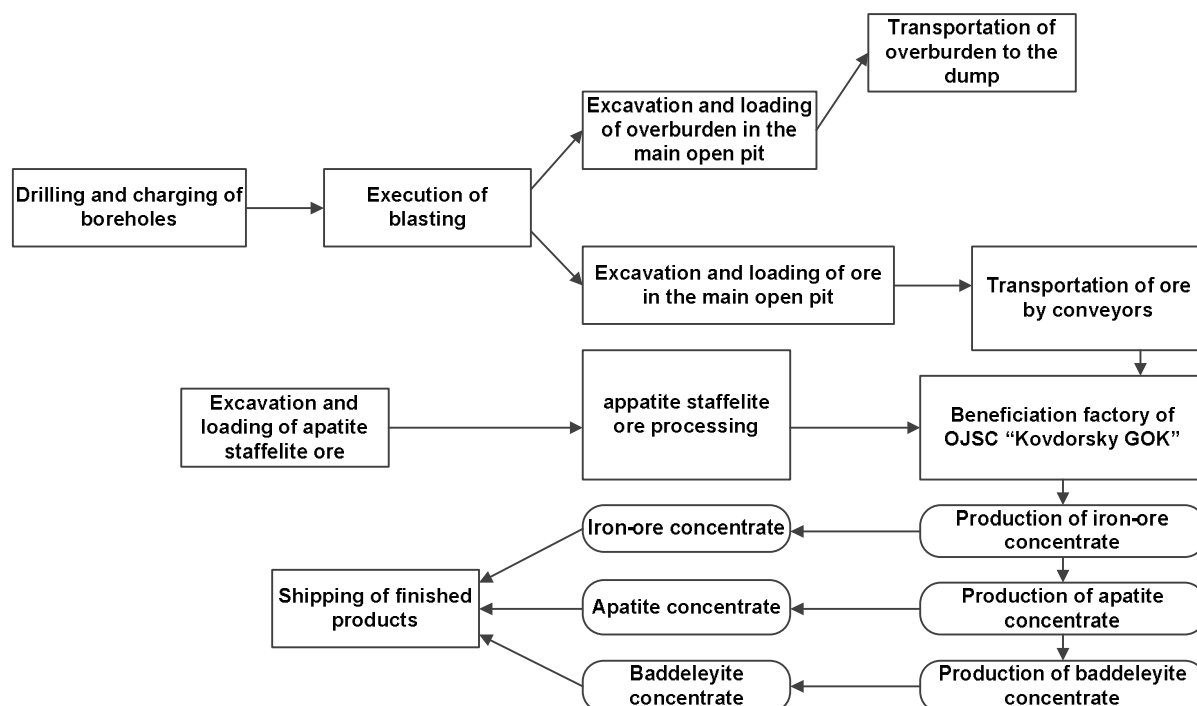 Transportation of
overburden to the
dump
Excavation and loading
of overburden in the
main open pit
Drilling and charging of
boreholes
Execution of
blasting
Excavation and loading of ore
in the main open pit
Transportation of ore
by conveyors
Excavation and
loading of apatite
staffelite ore
appatite staffelite
ore processing
Beneficiation factory of
OJSC “Kovdorsky GOK”
Iron-ore concentrate
Production of iron-ore
concentrate
Shipping of finished
products
Apatite concentrate
Production of apatite
concentrate
Baddeleyite
concentrate
Production of baddeleyite
concentrate